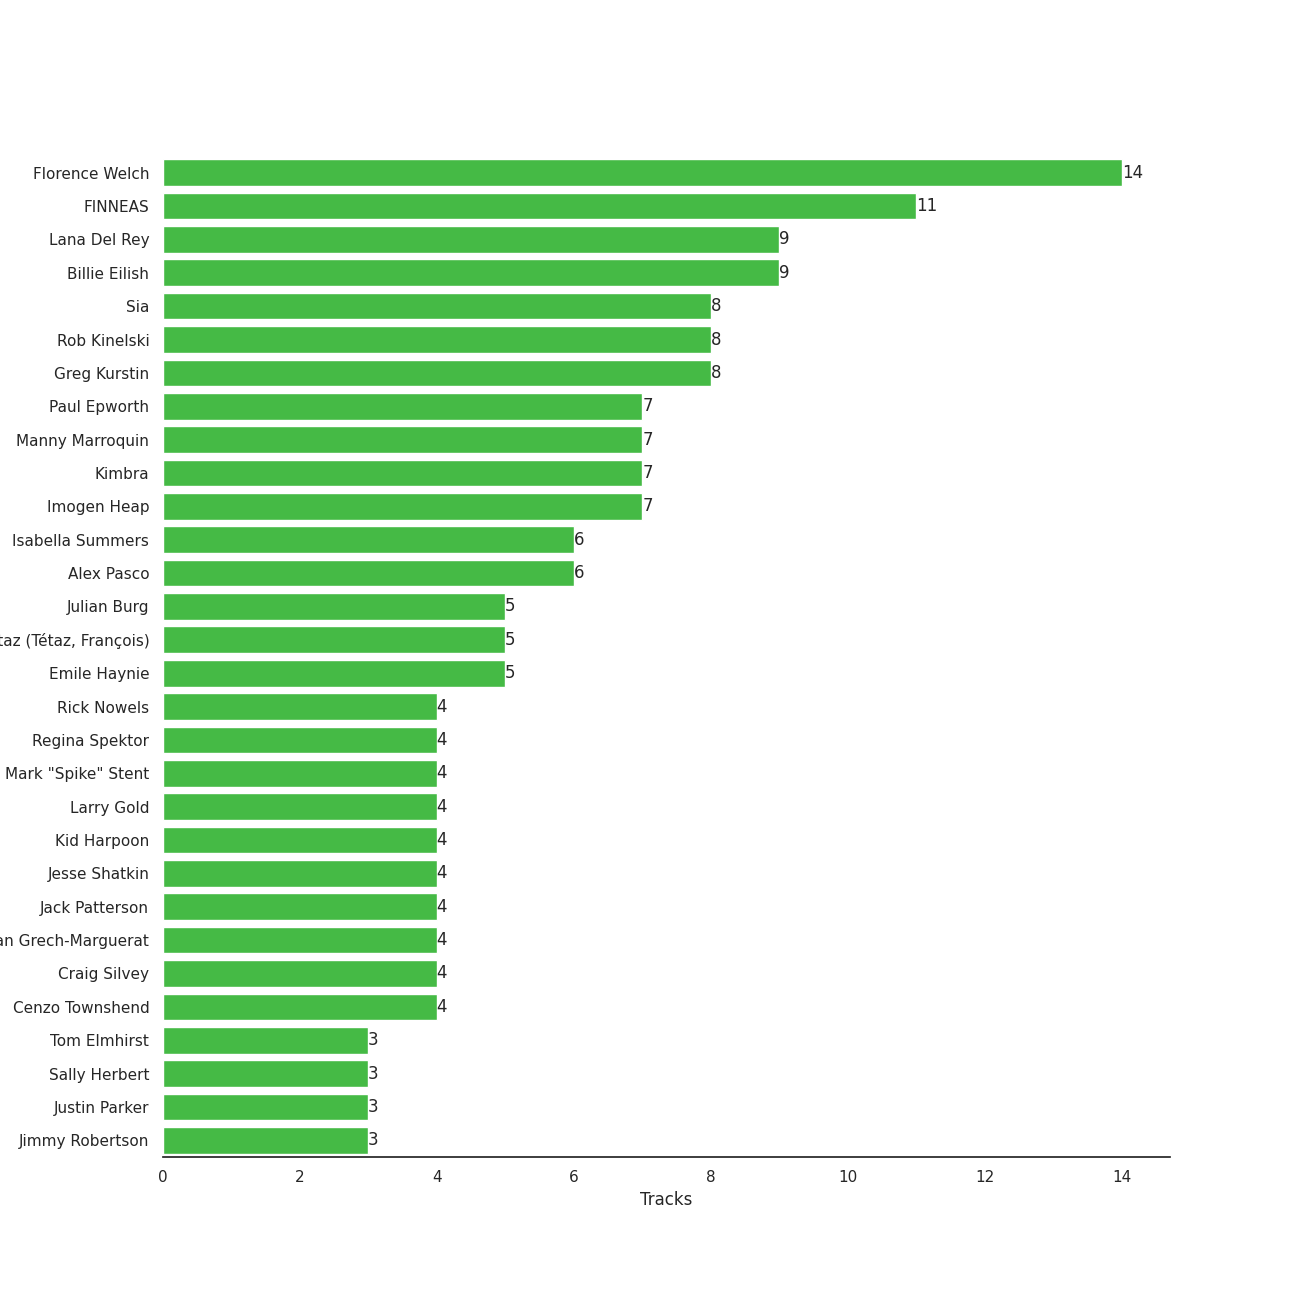 Florence Welch 14
FINNEAS 11
Lana Del Rey 9
Billie Eilish 9
Sia 8
Rob Kinelski 8
Greg Kurstin 8
Paul Epworth 7
Manny Marroquin 7
Kimbra 7
Imogen Heap 7
Isabella Summers 6
Alex Pasco 6
Julian Burg 5
(Tétaz, François) 5
Emile Haynie 5
Rick Nowels 4
Regina Spektor 4
Mark "Spike" Stent 4
Larry Gold 4
Kid Harpoon 4
Jesse Shatkin 4
Jack Patterson 4
Grech-Marguerat 4
Craig Silvey 4
Cenzo Townshend 4
Tom Elmhirst 3
Sally Herbert 3
Justin Parker 3
Jimmy Robertson 3
0 2 4 6 8 10 12 14
Tracks